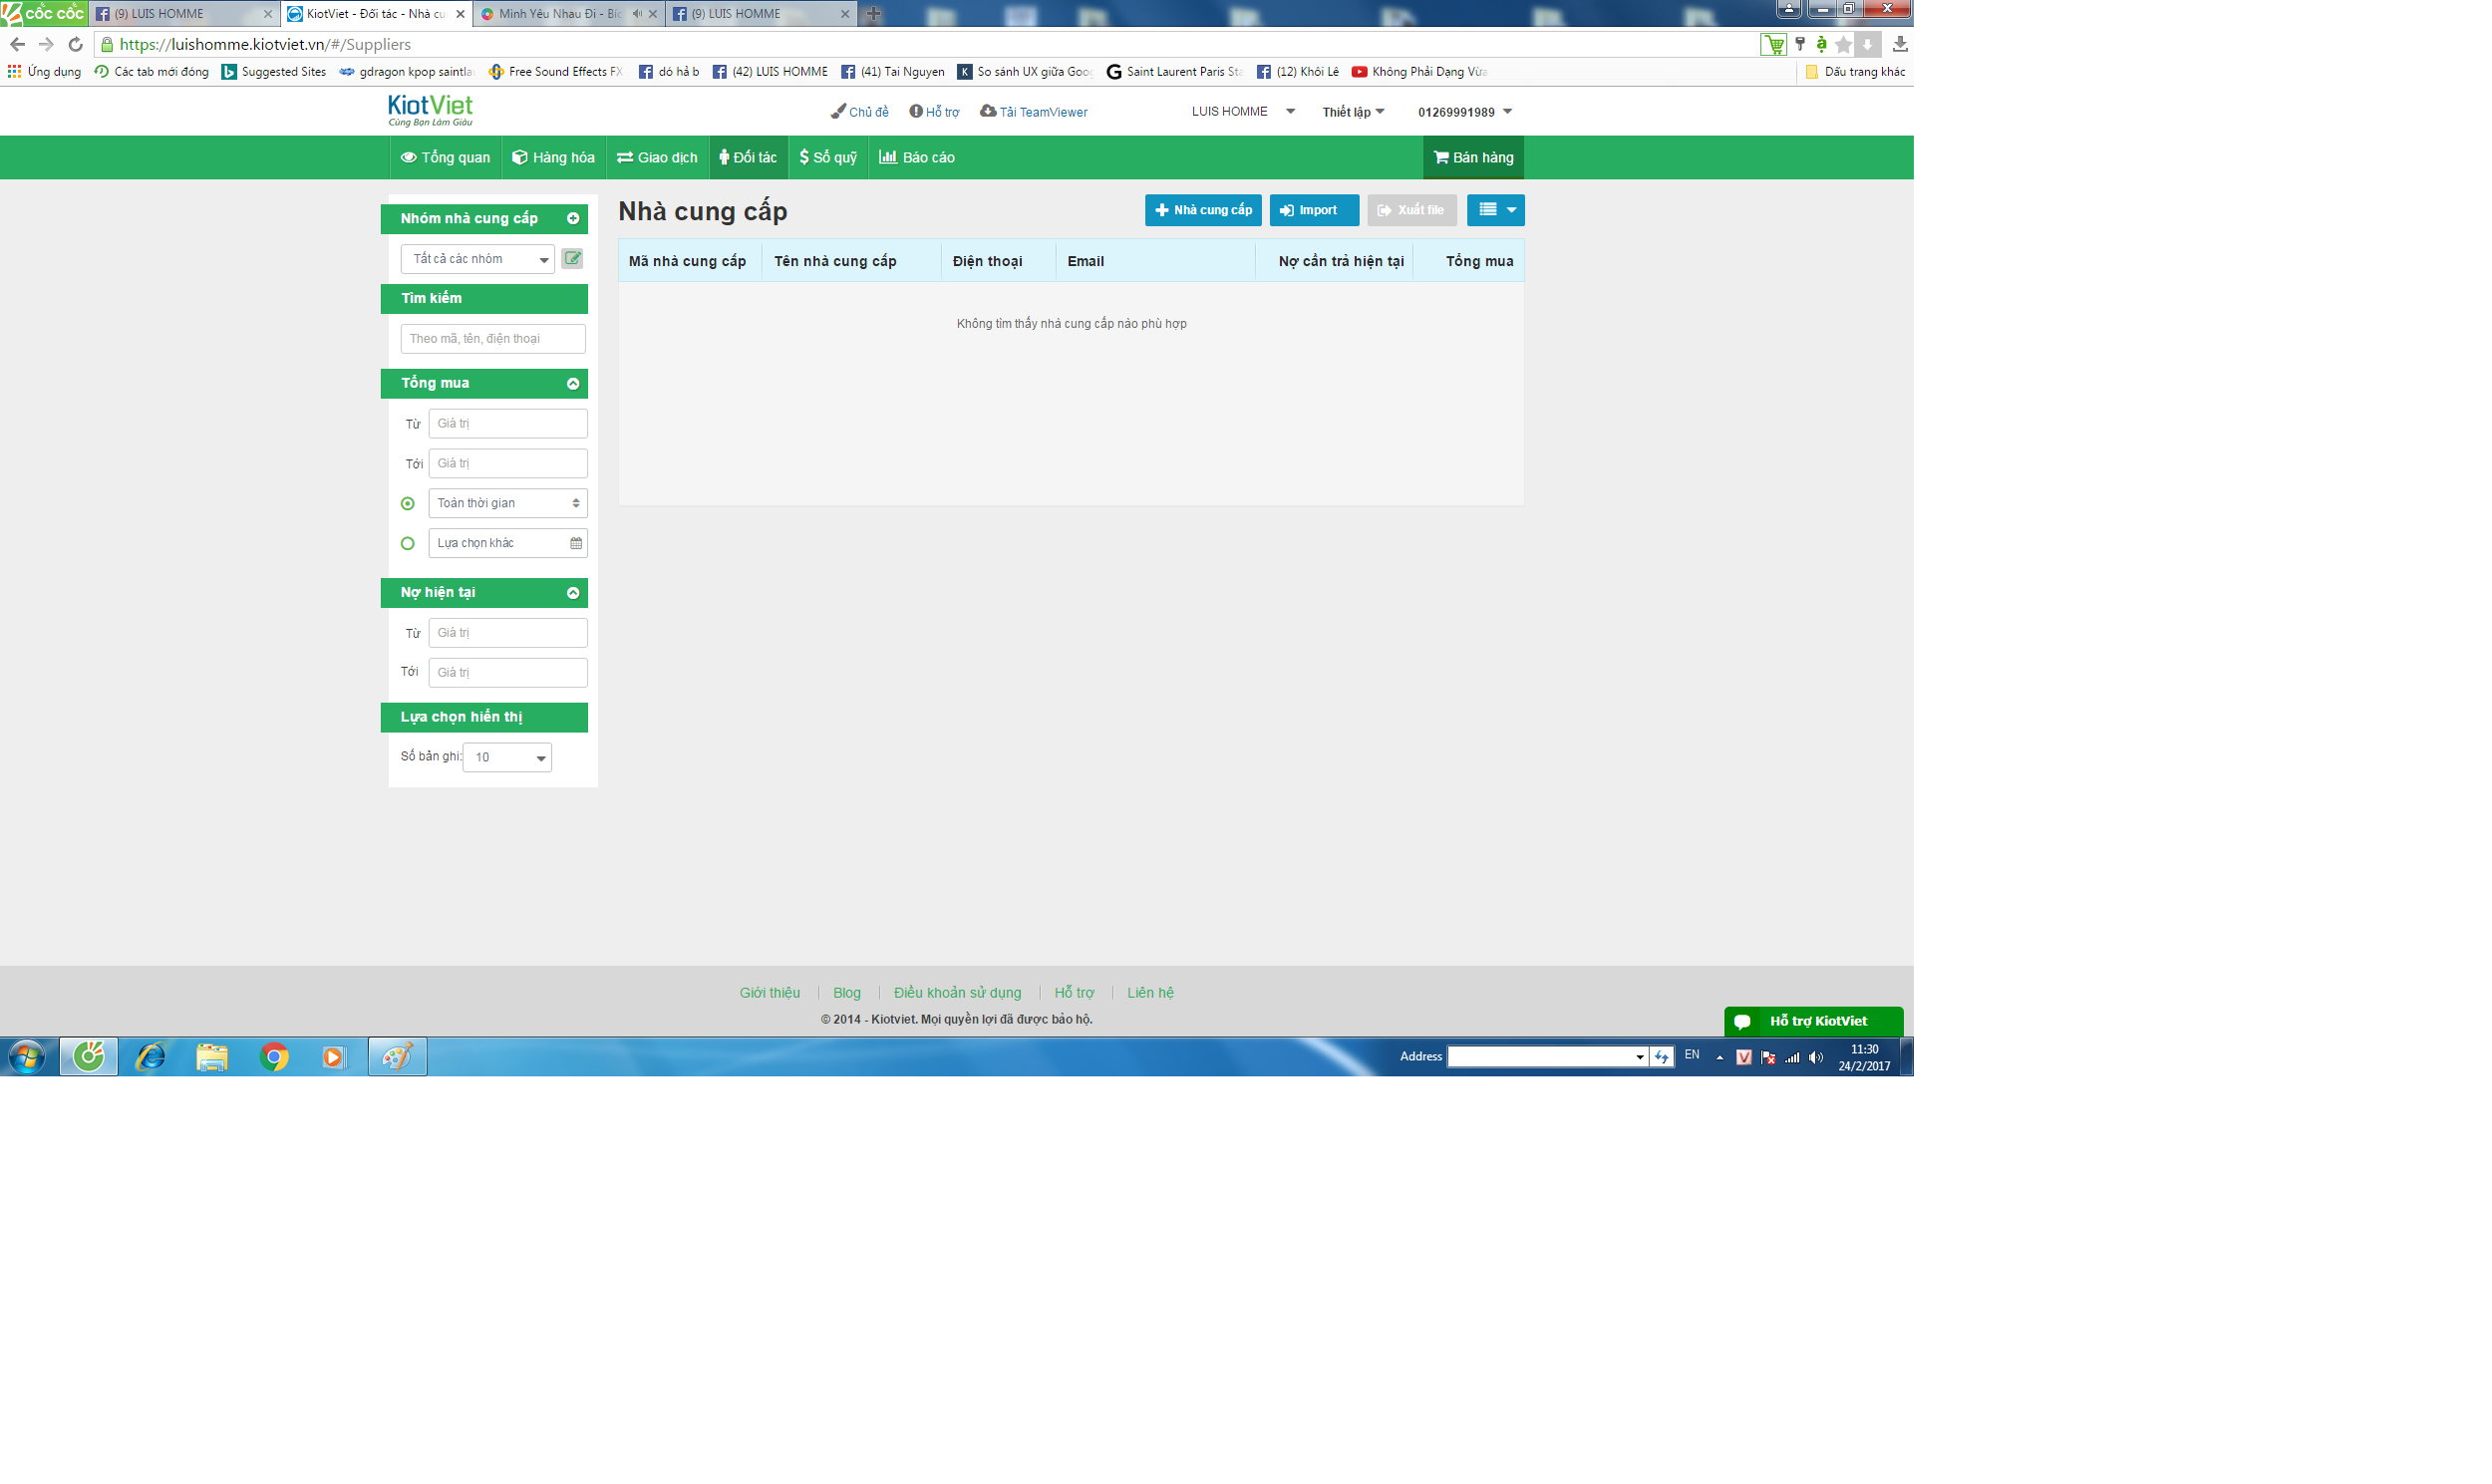 cốc cốc (9) LUIS HOMME KiotViet - Đối tác - Nhà cu Mình Yêu Nhau Đi - Bíc (9) LUIS HOMME
https://luishomme.kiotviet.vn/#/Suppliers
Ứng dụng Các tab mới đóng Suggested Sites gdragon kpop saintla Free Sound Effects FX dó hả b (42) LUIS HOMME (41) Tai Nguyen So sánh UX giữa Goo Saint Laurent Paris Sta (12) Khôi Lê Không Phải Dạng Vừa Dấu trang khác
KiotViet
Cùng Bạn Làm Giàu
Chủ đề Hỗ trợ Tải TeamViewer LUIS HOMME Thiết lập 01269991989
Tổng quan Hàng hóa Giao dịch Đối tác Sổ quỹ Báo cáo Bán hàng
Nhóm nhà cung cấp
Tất cả các nhóm
Tìm kiếm
Theo mã, tên, điện thoại
Tổng mua
Từ Giá trị
Tới Giá trị
Toàn thời gian
Lựa chọn khác
Nợ hiện tại
Từ Giá trị
Tới Giá trị
Lựa chọn hiển thị
Số bản ghi: 10
Nhà cung cấp
Nhà cung cấp Import Xuất file
Mã nhà cung cấp Tên nhà cung cấp Điện thoại Email Nợ cần trả hiện tại Tổng mua
Không tìm thấy nhà cung cấp nào phù hợp
Giới thiệu Blog Điều khoản sử dụng Hỗ trợ Liên hệ
© 2014 - Kiotviet. Mọi quyền lợi đã được bảo hộ.
Hỗ trợ KiotViet
Address EN 11:30
24/2/2017